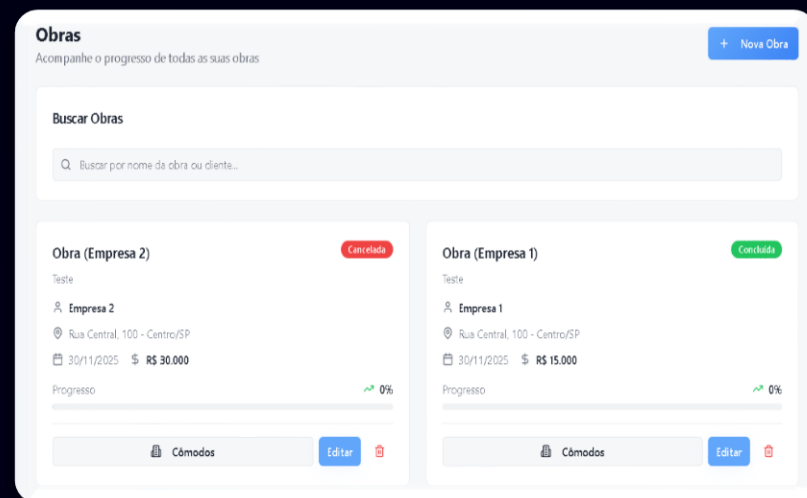 Obras
Acompanhe o progresso de todas as suas obras
+ Nova Obra
Buscar Obras
Buscar por nome da obra ou cliente...
Obra (Empresa 2)
Cancelada
Teste
Empresa 2
Rua Central, 100 - Centro/SP
30/11/2025 $ R$ 30.000
Progresso
0%
Cômodos
Editar
Obra (Empresa 1)
Concluída
Teste
Empresa 1
Rua Central, 100 - Centro/SP
30/11/2025 $ R$ 15.000
Progresso
0%
Cômodos
Editar